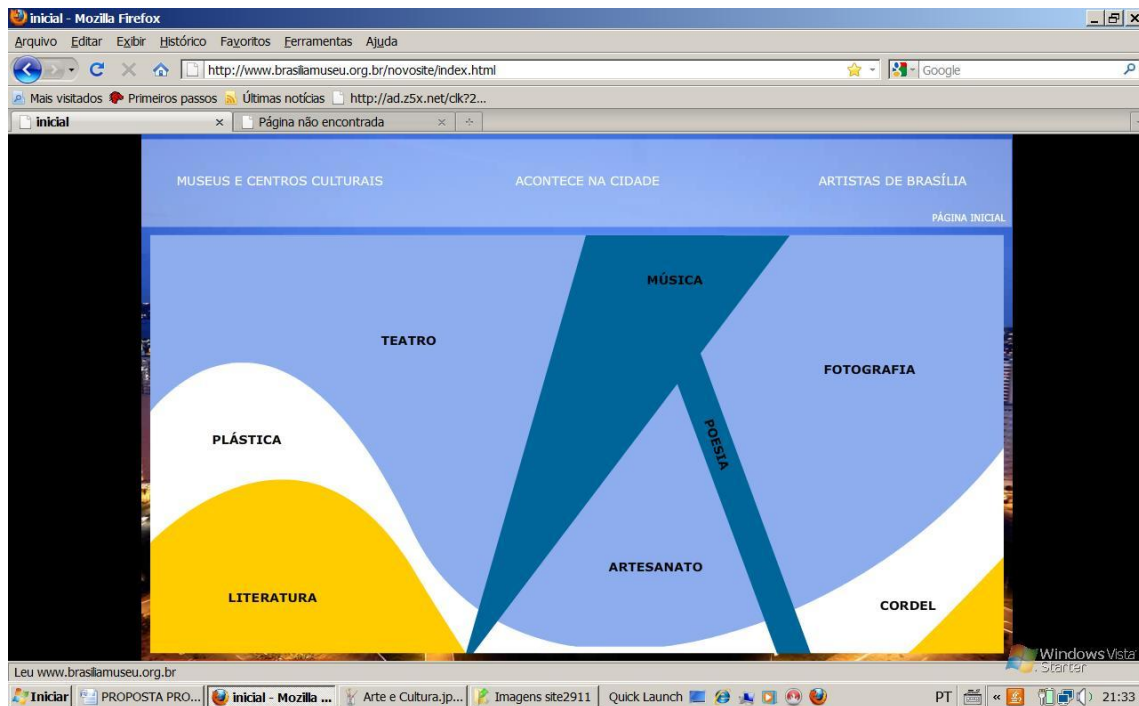 inicial - Mozilla Firefox
Arquivo Editar Exibir Histórico Favoritos Ferramentas Ajuda
http://www.brasiliamuseu.org.br/novosite/index.html
Google
Mais visitados Primeiros passos Últimas notícias http://ad.z5x.net/clk?2...
inicial Página não encontrada
MUSEUS E CENTROS CULTURAIS ACONTECE NA CIDADE ARTISTAS DE BRASÍLIA
PÁGINA INICIAL
MÚSICA
TEATRO
FOTOGRAFIA
PLÁSTICA
POESIA
ARTESANATO
LITERATURA
CORDEL
Windows Vista
Starter
Leu www.brasiliamuseu.org.br
Iniciar PROPOSTA PRO... inicial - Mozilla ... Arte e Cultura.jp... Imagens site2911 Quick Launch PT « 21:33